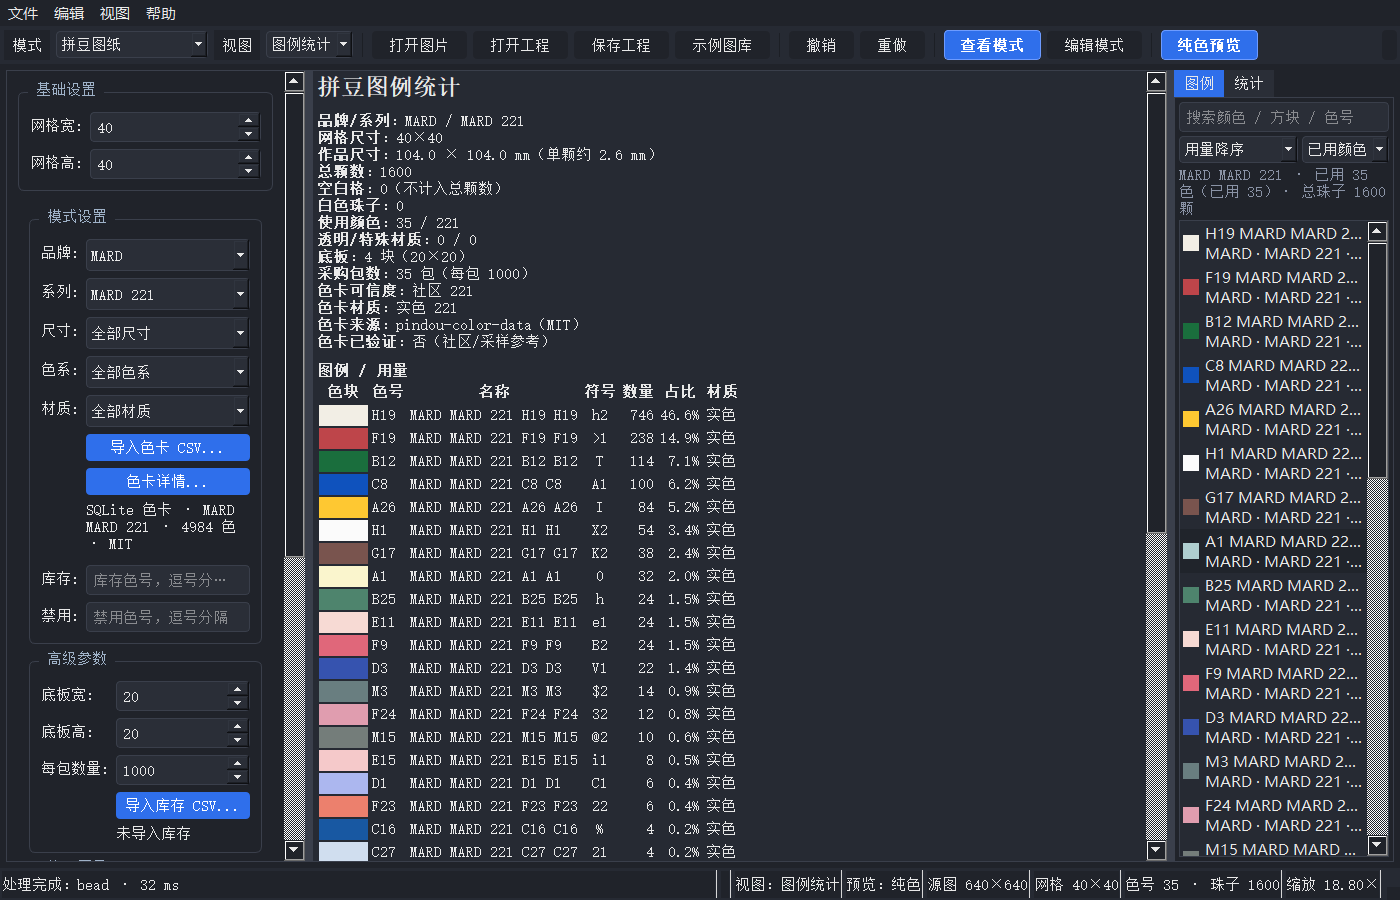 文件 编辑 视图 帮助
模式 拼豆图纸 视图 图例统计 打开图片 打开工程 保存工程 示例图库 撤销 重做 查看模式 编辑模式 纯色预览
基础设置
网格宽: 40
网格高: 40
模式设置
品牌: MARD
系列: MARD 221
尺寸: 全部尺寸
色系: 全部色系
材质: 全部材质
导入色卡 CSV...
色卡详情...
SQLite 色卡 · MARD
MARD 221 · 4984 色
· MIT
库存: 库存色号，逗号分…
禁用: 禁用色号，逗号分隔
高级参数
底板宽: 20
底板高: 20
每包数量: 1000
导入库存 CSV...
未导入库存
拼豆图例统计
品牌/系列：MARD / MARD 221
网格尺寸：40×40
作品尺寸：104.0 × 104.0 mm（单颗约 2.6 mm）
总颗数：1600
空白格：0（不计入总颗数）
白色珠子：0
使用颜色：35 / 221
透明/特殊材质：0 / 0
底板：4 块（20×20）
采购包数：35 包（每包 1000）
色卡可信度：社区 221
色卡材质：实色 221
色卡来源：pindou-color-data（MIT）
色卡已验证：否（社区/采样参考）
图例 / 用量
色块 色号 名称 符号 数量 占比 材质
H19 MARD MARD 221 H19 H19 h2 746 46.6% 实色
F19 MARD MARD 221 F19 F19 >1 238 14.9% 实色
B12 MARD MARD 221 B12 B12 T 114 7.1% 实色
C8 MARD MARD 221 C8 C8 A1 100 6.2% 实色
A26 MARD MARD 221 A26 A26 I 84 5.2% 实色
H1 MARD MARD 221 H1 H1 X2 54 3.4% 实色
G17 MARD MARD 221 G17 G17 K2 38 2.4% 实色
A1 MARD MARD 221 A1 A1 0 32 2.0% 实色
B25 MARD MARD 221 B25 B25 h 24 1.5% 实色
E11 MARD MARD 221 E11 E11 e1 24 1.5% 实色
F9 MARD MARD 221 F9 F9 B2 24 1.5% 实色
D3 MARD MARD 221 D3 D3 V1 22 1.4% 实色
M3 MARD MARD 221 M3 M3 $2 14 0.9% 实色
F24 MARD MARD 221 F24 F24 32 12 0.8% 实色
M15 MARD MARD 221 M15 M15 @2 10 0.6% 实色
E15 MARD MARD 221 E15 E15 i1 8 0.5% 实色
D1 MARD MARD 221 D1 D1 C1 6 0.4% 实色
F23 MARD MARD 221 F23 F23 22 6 0.4% 实色
C16 MARD MARD 221 C16 C16 % 4 0.2% 实色
C27 MARD MARD 221 C27 C27 21 4 0.2% 实色
图例 统计
搜索颜色 / 方块 / 色号
用量降序 已用颜色
MARD MARD 221 · 已用 35
色（已用 35） · 总珠子 1600
颗
H19 MARD MARD 2...
MARD · MARD 221 ·...
F19 MARD MARD 2...
MARD · MARD 221 ·...
B12 MARD MARD 2...
MARD · MARD 221 ·...
C8 MARD MARD 22...
MARD · MARD 221 ·...
A26 MARD MARD 2...
MARD · MARD 221 ·...
H1 MARD MARD 22...
MARD · MARD 221 ·...
G17 MARD MARD 2...
MARD · MARD 221 ·...
A1 MARD MARD 22...
MARD · MARD 221 ·...
B25 MARD MARD 2...
MARD · MARD 221 ·...
E11 MARD MARD 2...
MARD · MARD 221 ·...
F9 MARD MARD 22...
MARD · MARD 221 ·...
D3 MARD MARD 22...
MARD · MARD 221 ·...
M3 MARD MARD 2...
MARD · MARD 221 ·...
F24 MARD MARD 2...
MARD · MARD 221 ·...
M15 MARD MARD ...
处理完成：bead · 32 ms 视图：图例统计 预览：纯色 源图 640×640 网格 40×40 色号 35 · 珠子 1600 缩放 18.80×